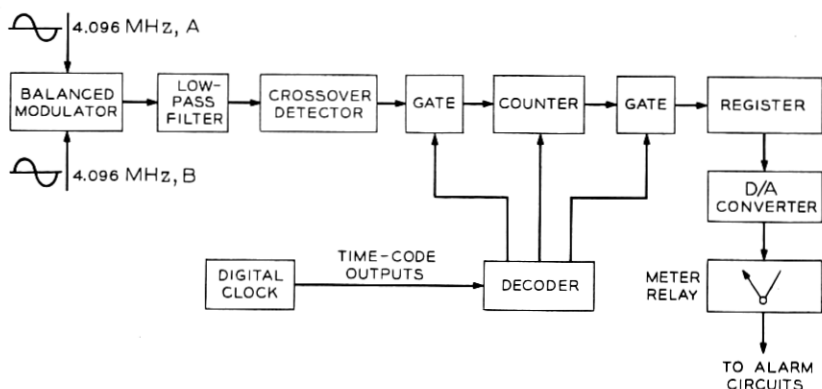 4.096 MHz, A
BALANCED
MODULATOR
LOW-
PASS
FILTER
CROSSOVER
DETECTOR
GATE
COUNTER
GATE
REGISTER
4.096 MHz, B
D/A
CONVERTER
DIGITAL
CLOCK
TIME-CODE
OUTPUTS
DECODER
METER
RELAY
TO ALARM
CIRCUITS